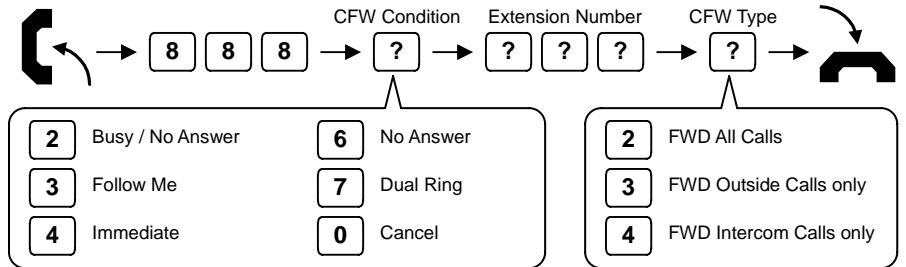 CFW Condition Extension Number CFW Type
8 8 8 ? ? ? ? ?
2 Busy / No Answer 6 No Answer
3 Follow Me 7 Dual Ring
4 Immediate 0 Cancel
2 FWD All Calls
3 FWD Outside Calls only
4 FWD Intercom Calls only